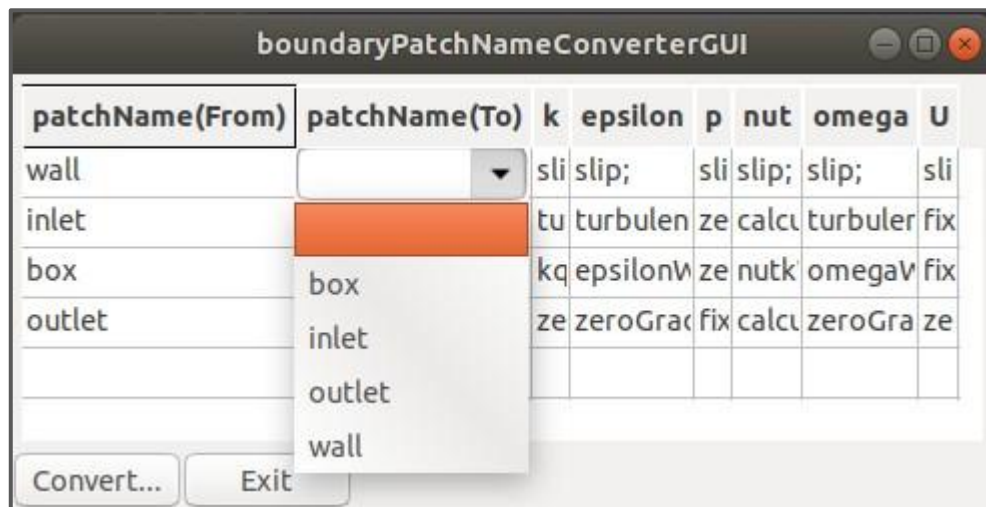 boundaryPatchNameConverterGUI
patchName(From) patchName(To) k epsilon p nut omega U
wall sli slip; sli slip; slip; sli
inlet tu turbulen ze calcu turbuler fix
box kq epsilonW ze nutk omegaW fix
outlet ze zeroGrac fix calcu zeroGra ze
box
inlet
outlet
wall
Convert... Exit